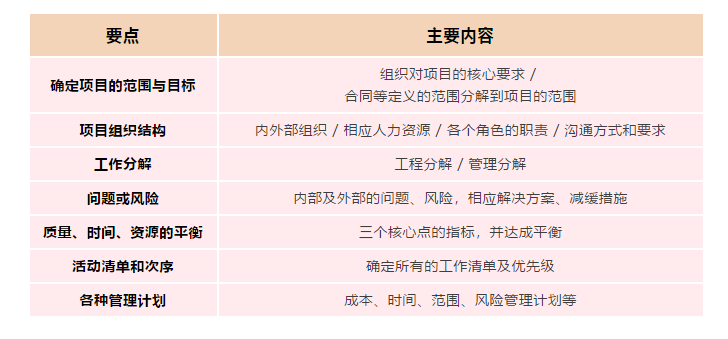 要点
主要内容
确定项目的范围与目标
组织对项目的核心要求 /
合同等定义的范围分解到项目的范围
项目组织结构
内外部组织 / 相应人力资源 / 各个角色的职责 / 沟通方式和要求
工作分解
工程分解 / 管理分解
问题或风险
内部及外部的问题、风险，相应解决方案、减缓措施
质量、时间、资源的平衡
三个核心点的指标，并达成平衡
活动清单和次序
确定所有的工作清单及优先级
各种管理计划
成本、时间、范围、风险管理计划等